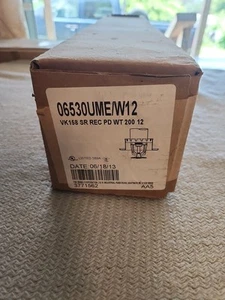 06530UME/W12
VK158 SR REC PD WT 200 12
DATE: 06/18/13
AA5